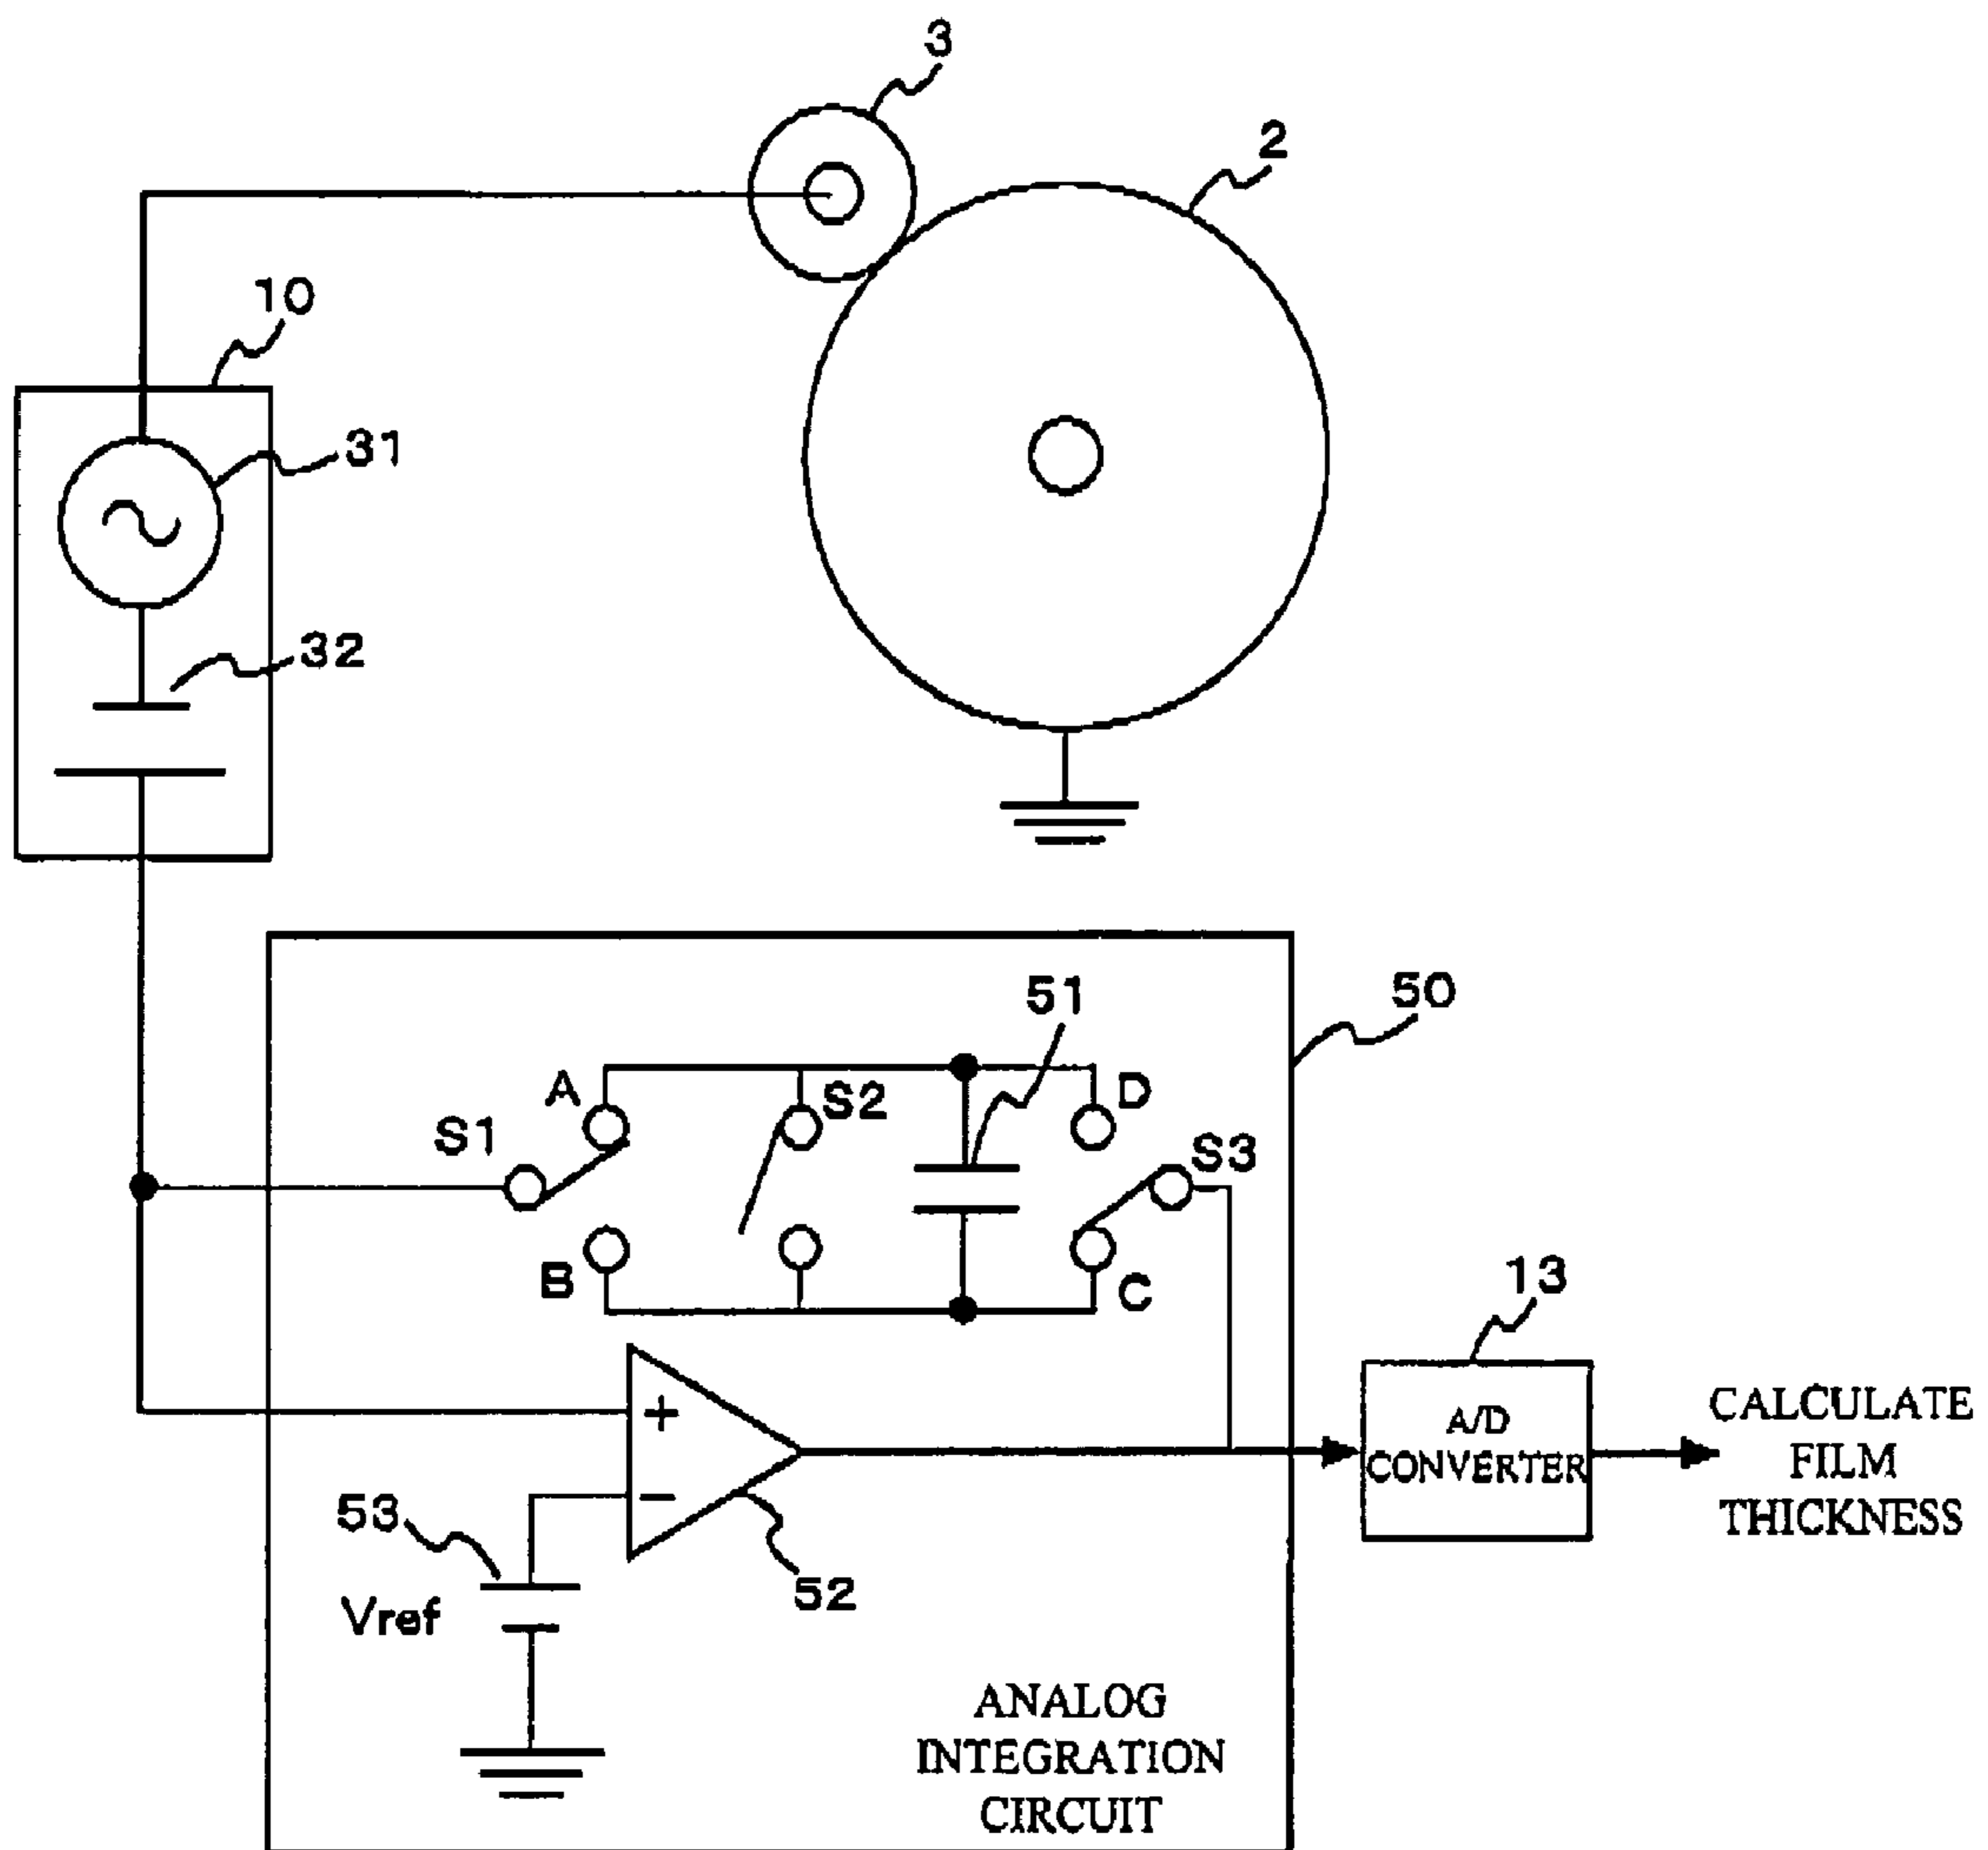 3
2
10
31
32
50
51
A
S2
D
S1
S3
B
C
13
+
A/D
CONVERTER
CALCULATE
FILM
THICKNESS
−
53
52
Vref
ANALOG
INTEGRATION
CIRCUIT